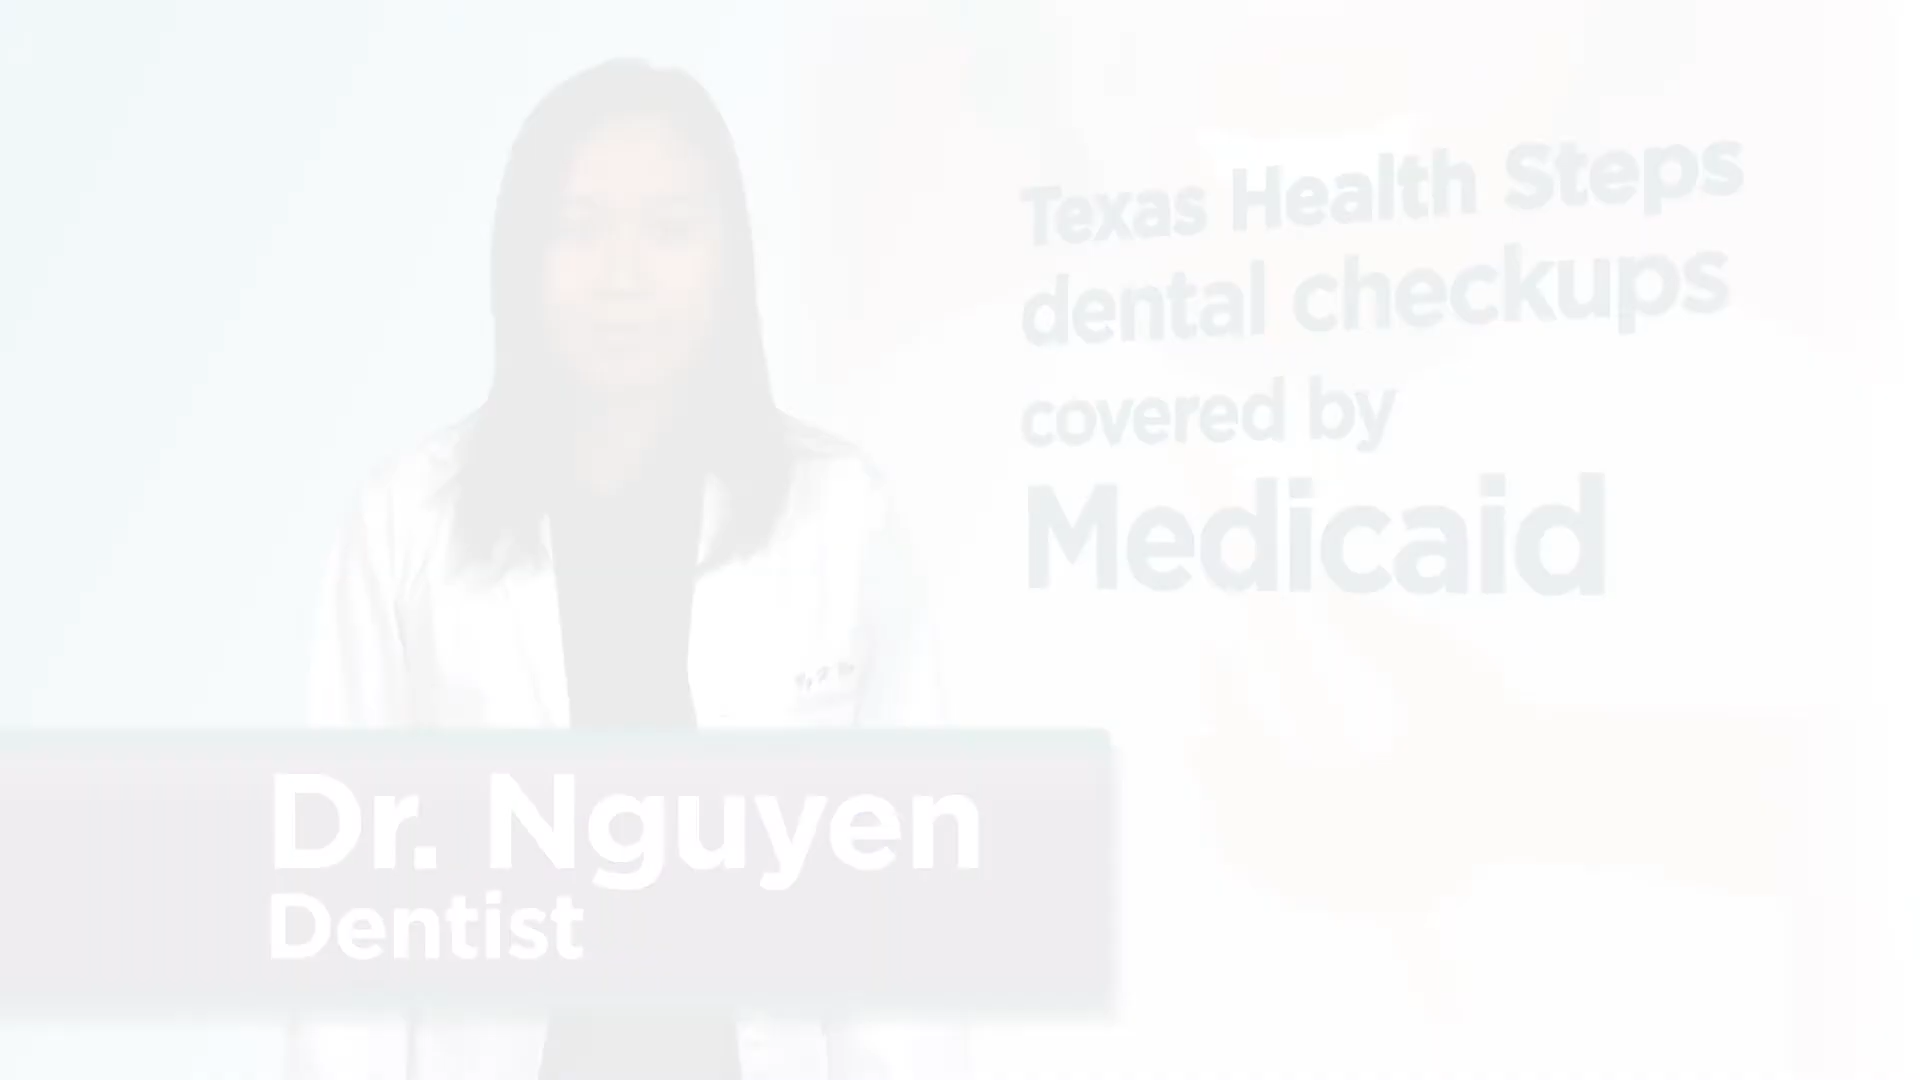 Texas Health Steps
dental checkups
covered by
Medicaid
Dr. Nguyen
Dentist